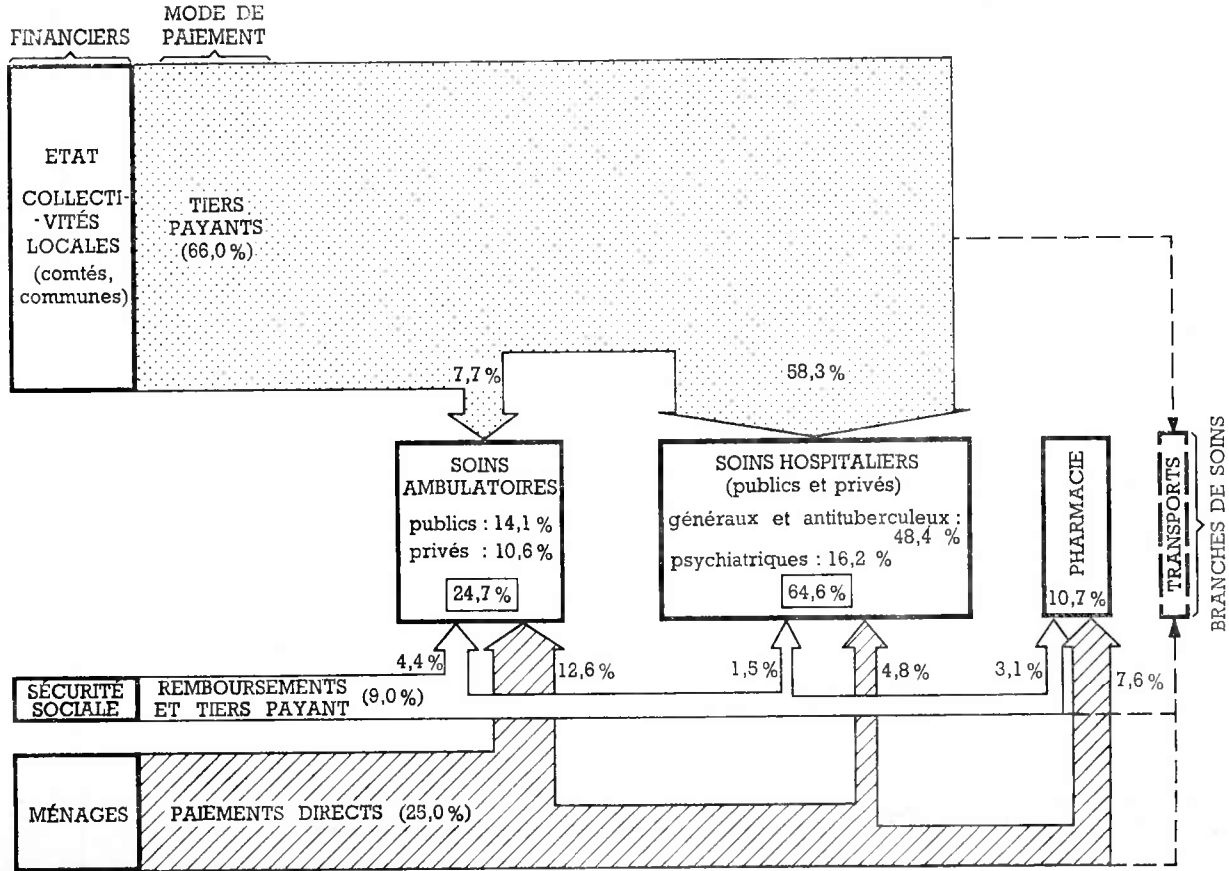 FINANCIERS
MODE DE
PAIEMENT
ETAT
COLLECTI-
-VITÉS
LOCALES
(comtés,
communes)
TIERS
PAYANTS
(66,0 %)
7,7 %
58,3 %
SOINS
AMBULATOIRES
publics : 14,1 %
privés : 10,6 %
24,7 %
SOINS HOSPITALIERS
(publics et privés)
généraux et antituberculeux :
48,4 %
psychiatriques : 16,2 %
64,6 %
PHARMACIE
10,7 %
TRANSPORTS
BRANCHES DE SOINS
4,4 %
12,6 %
1,5 %
4,8 %
3,1 %
7,6 %
SÉCURITÉ
SOCIALE
REMBOURSEMENTS
ET TIERS PAYANT
(9,0 %)
MÉNAGES
PAIEMENTS DIRECTS (25,0 %)